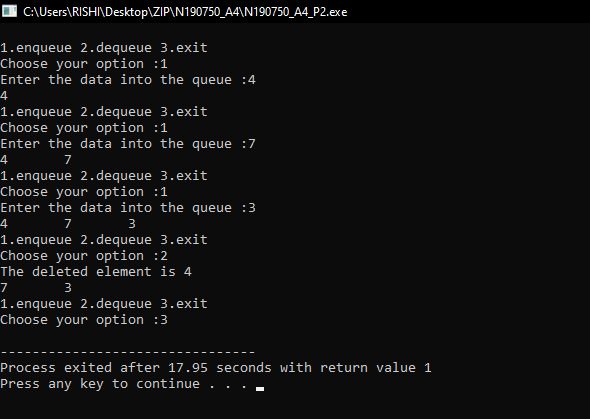 C:\Users\RISHI\Desktop\ZIP\N190750_A4\N190750_A4_P2.exe
1.enqueue 2.dequeue 3.exit
Choose your option :1
Enter the data into the queue :4
4
1.enqueue 2.dequeue 3.exit
Choose your option :1
Enter the data into the queue :7
4       7
1.enqueue 2.dequeue 3.exit
Choose your option :1
Enter the data into the queue :3
4       7       3
1.enqueue 2.dequeue 3.exit
Choose your option :2
The deleted element is 4
7       3
1.enqueue 2.dequeue 3.exit
Choose your option :3
--------------------------------
Process exited after 17.95 seconds with return value 1
Press any key to continue . . .